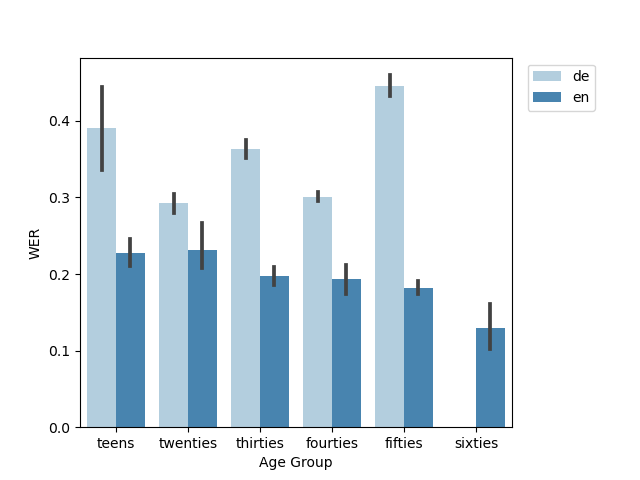 de
en
0.4
0.3
0.2
0.1
0.0
WER
teens twenties thirties fourties fifties sixties
Age Group